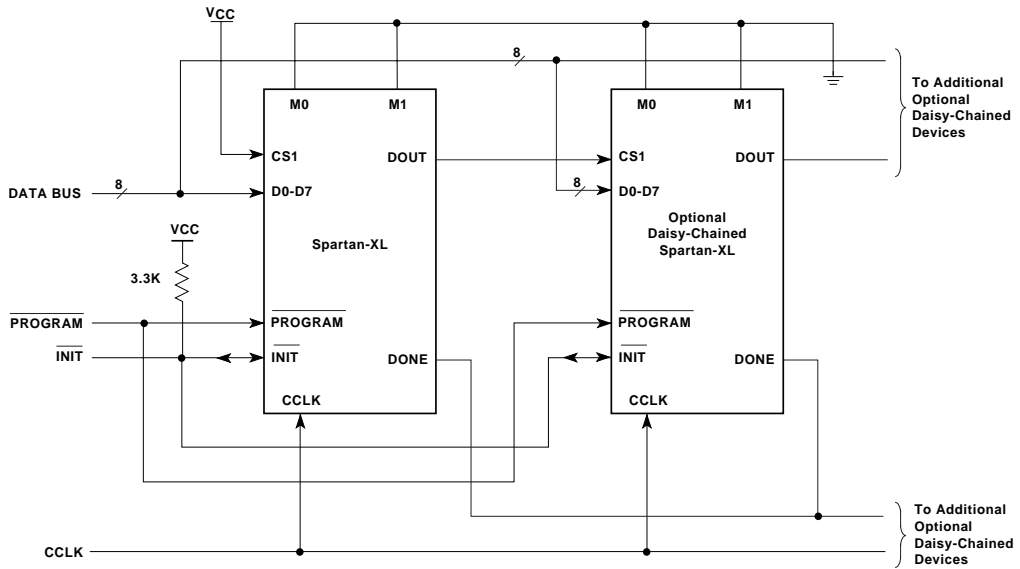 VCC
8
M0 M1
M0 M1
To Additional
Optional
Daisy-Chained
Devices
CS1
DOUT
CS1
DOUT
DATA BUS
8
D0-D7
8
D0-D7
VCC
3.3K
Spartan-XL
Optional
Daisy-Chained
Spartan-XL
PROGRAM
PROGRAM
PROGRAM
INIT
INIT
DONE
INIT
DONE
CCLK
CCLK
To Additional
Optional
Daisy-Chained
Devices
CCLK